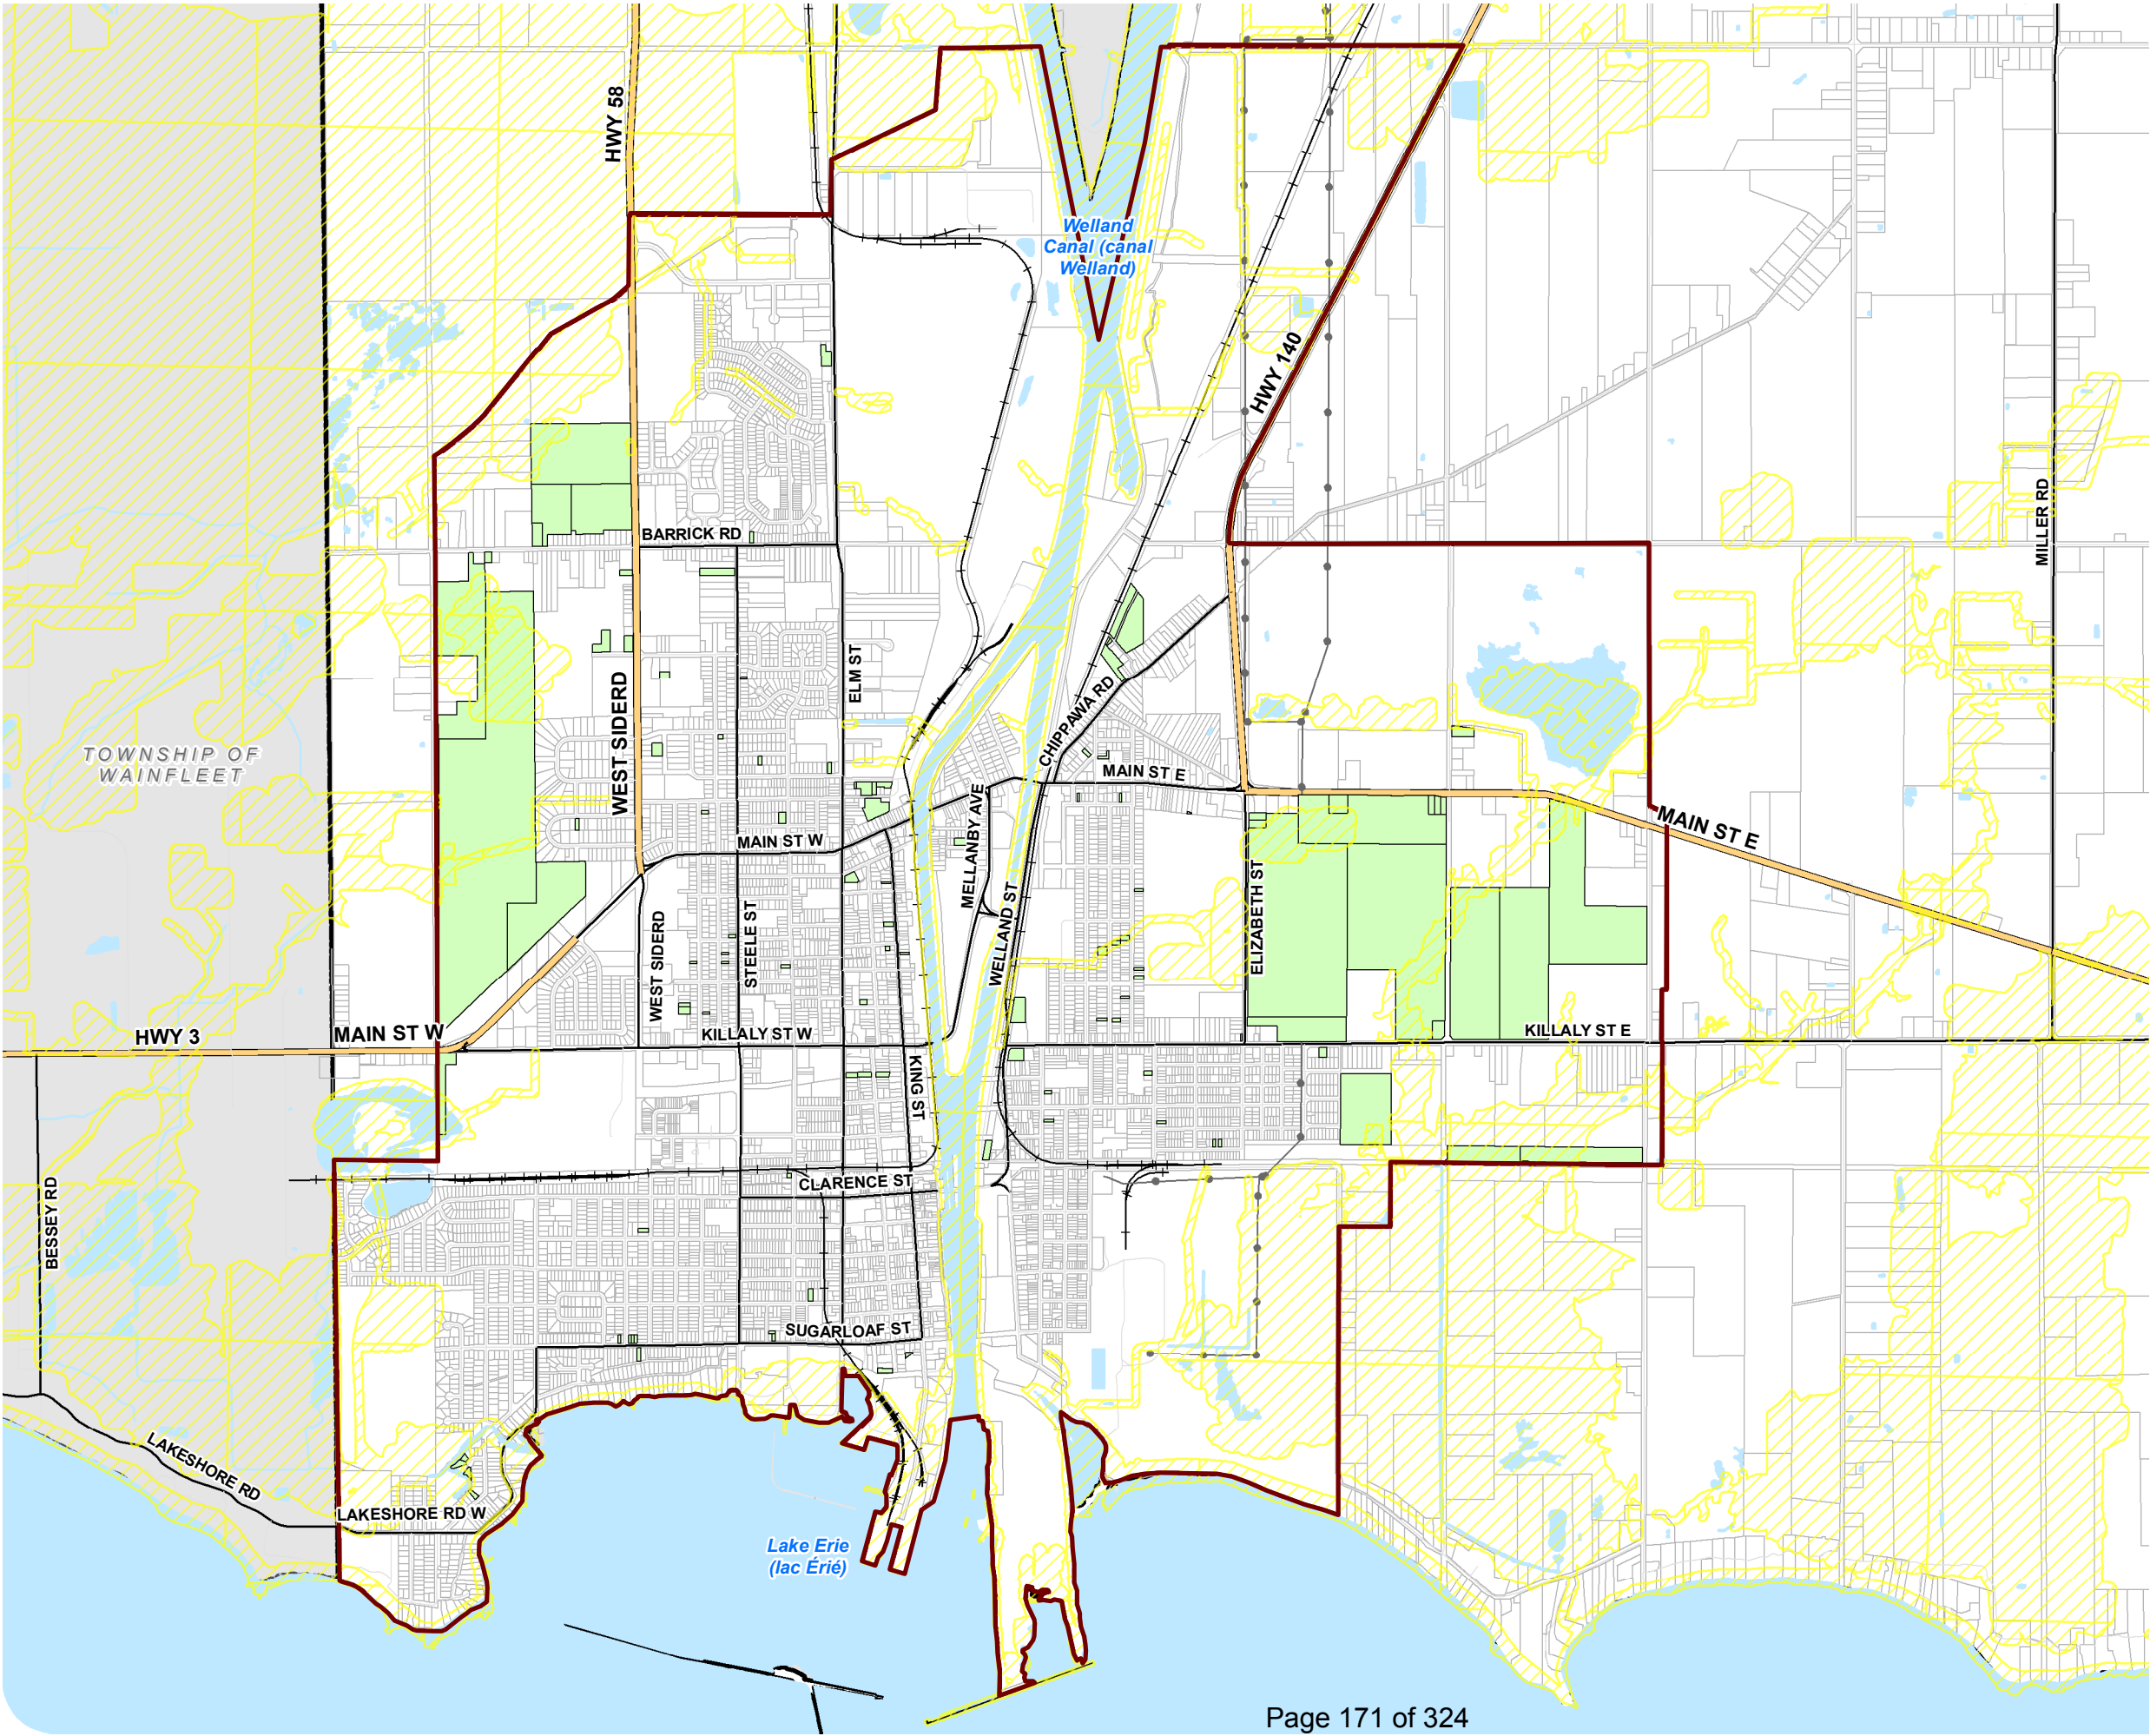 HWY 58
Welland
Canal (canal
Welland)
HWY 140
BARRICK RD
MILLER RD
ELM ST
WEST SIDERD
CHIPPAWA RD
TOWNSHIP OF
WAINFLEET
MAIN ST E
MELLANBY AVE
MAIN ST E
MAIN ST W
WEST SIDERD
STEELE ST
WELLAND ST
ELIZABETH ST
HWY 3
MAIN ST W
KILLALY ST W
KILLALY ST E
KING ST
BESSEY RD
CLARENCE ST
SUGARLOAF ST
LAKESHORE RD
LAKESHORE RD W
Lake Erie
(lac Érié)
Page 171 of 324